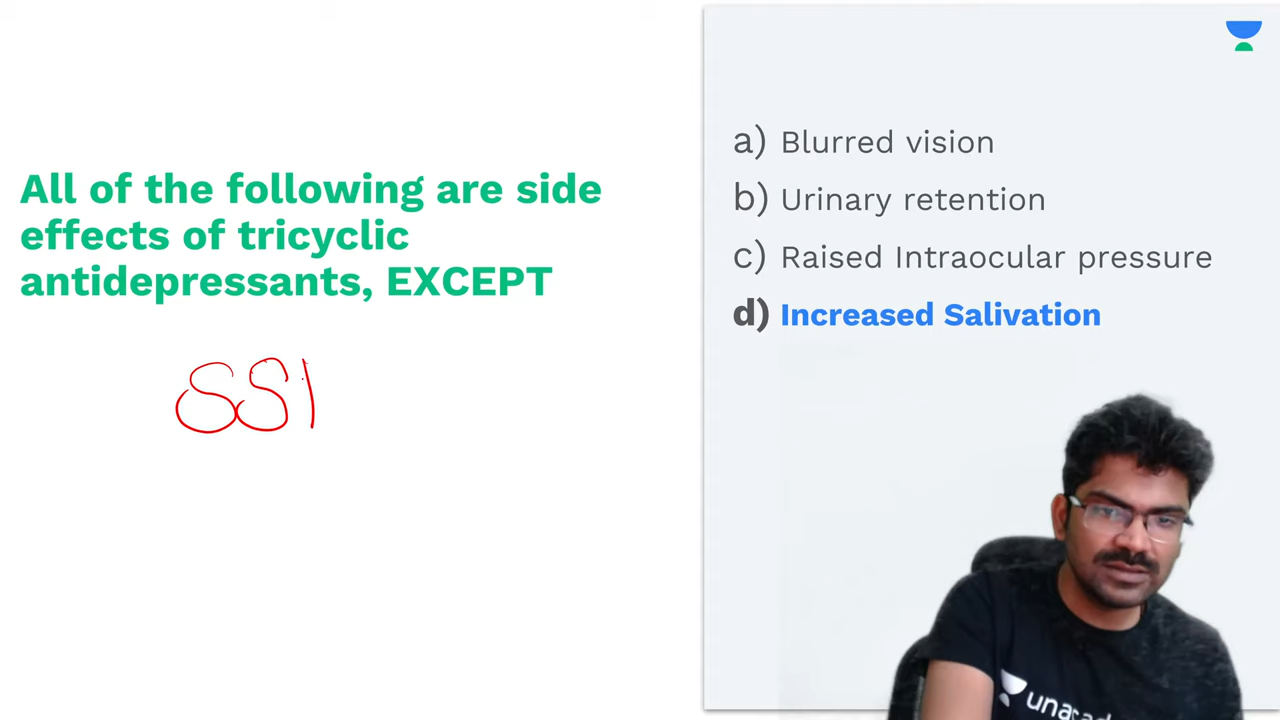 All of the following are side
effects of tricyclic
antidepressants, EXCEPT
SSI
a) Blurred vision
b) Urinary retention
c) Raised Intraocular pressure
d) Increased Salivation